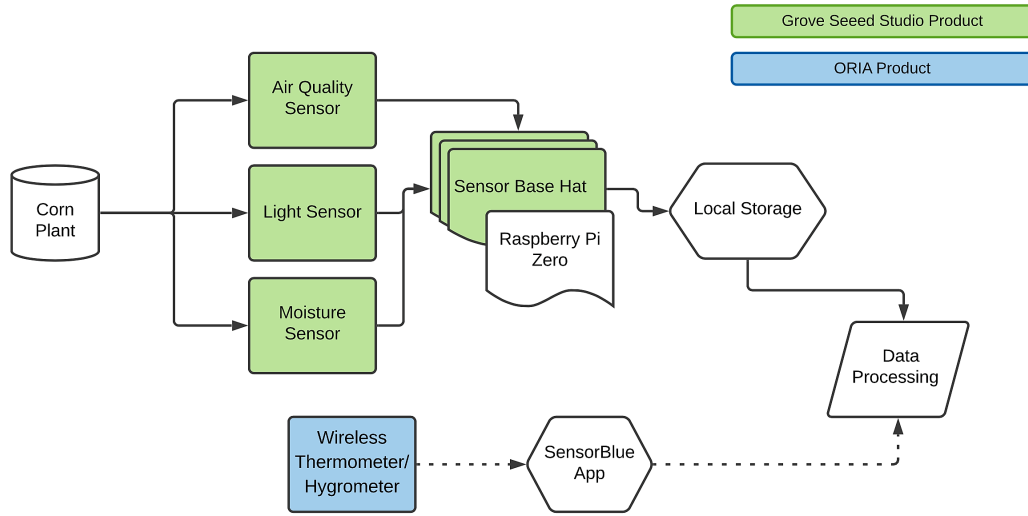 Grove Seeed Studio Product
ORIA Product
Air Quality
Sensor
Corn
Plant
Light Sensor
Moisture
Sensor
Sensor Base Hat
Raspberry Pi
Zero
Local Storage
Data
Processing
Wireless
Thermometer/
Hygrometer
SensorBlue
App